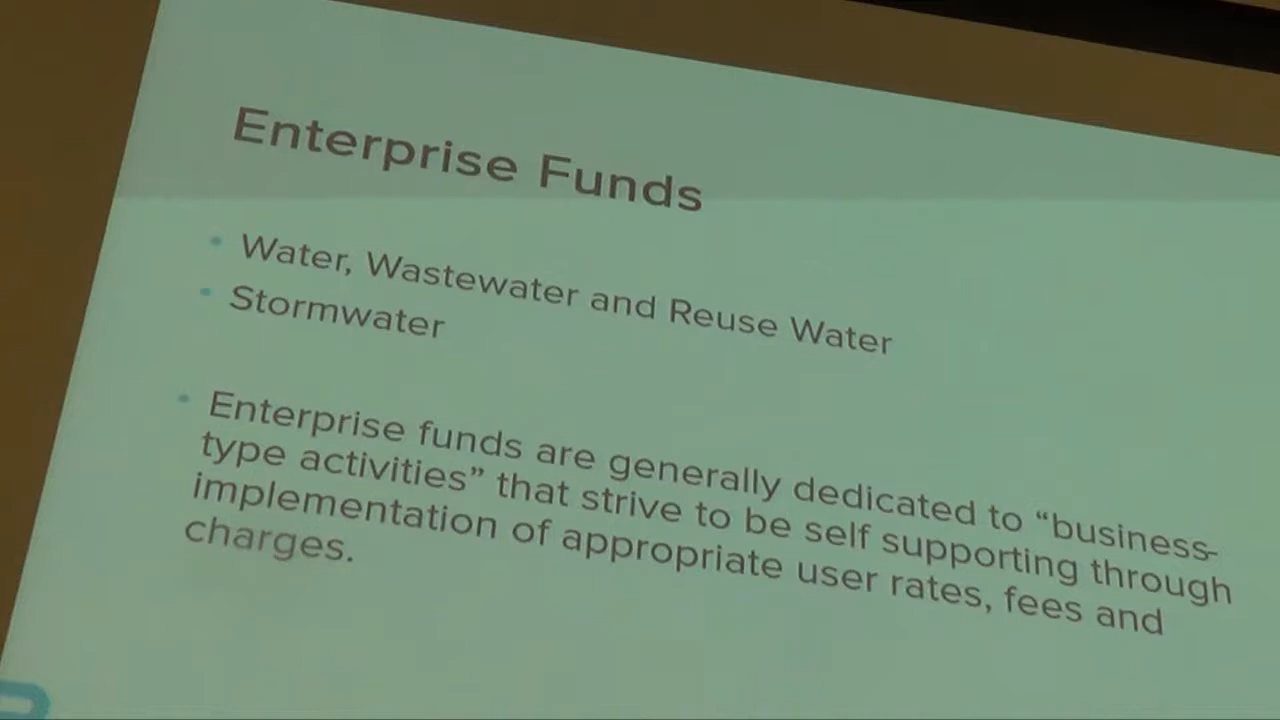 Enterprise Funds
• Water, Wastewater and Reuse Water
• Stormwater
• Enterprise funds are generally dedicated to “business-
type activities” that strive to be self supporting through
implementation of appropriate user rates, fees and
charges.